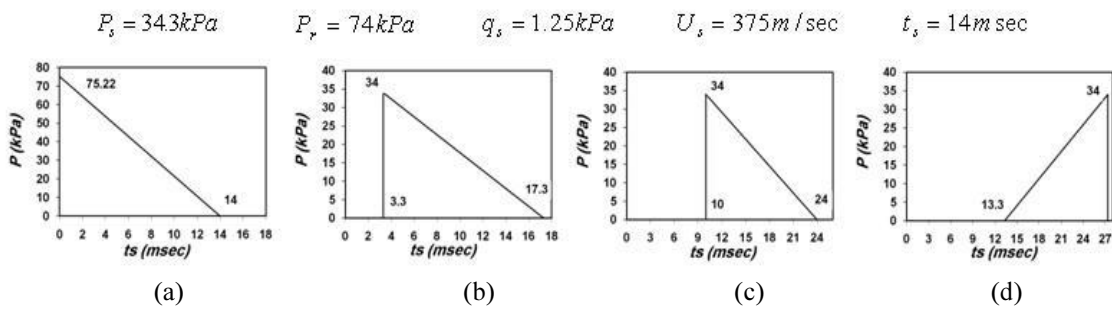 P_s = 34.3kPa P_r = 74kPa q_s = 1.25kPa U_s = 375m / sec t_s = 14m sec
80
70
60
50
40
30
20
10
0
75.22
14
0 2 4 6 8 10 12 14 16 18
P (kPa)
ts (msec)
(a)
40
35
30
25
20
15
10
5
0
34
3.3
17.3
0 2 4 6 8 10 12 14 16 18
P (kPa)
ts (msec)
(b)
40
35
30
25
20
15
10
5
0
34
10
24
0 3 6 9 12 15 18 21 24
P (kPa)
ts (msec)
(c)
40
35
30
25
20
15
10
5
0
34
13.3
0 3 6 9 12 15 18 21 24 27
P (kPa)
ts (msec)
(d)